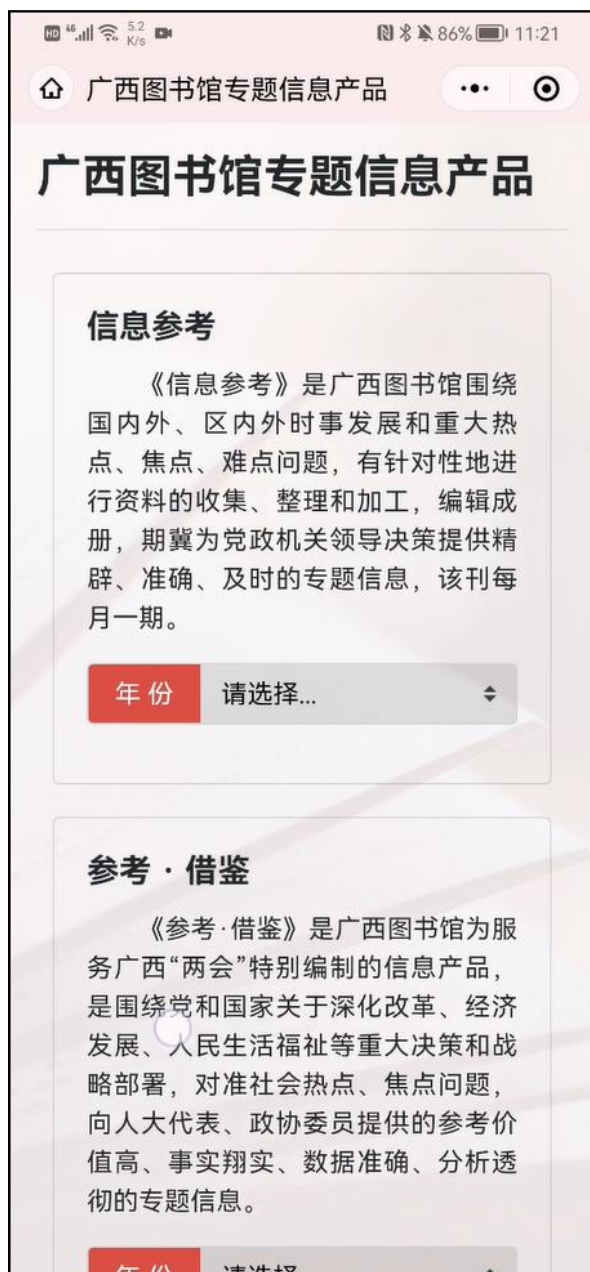 HD 46 5.2 K/s 86% 11:21
广西图书馆专题信息产品
广西图书馆专题信息产品
信息参考
《信息参考》是广西图书馆围绕
国内外、区内外时事发展和重大热
点、焦点、难点问题，有针对性地进
行资料的收集、整理和加工，编辑成
册，期冀为党政机关领导决策提供精
辟、准确、及时的专题信息，该刊每
月一期。
年 份 请选择...
参考 · 借鉴
《参考·借鉴》是广西图书馆为服
务广西“两会”特别编制的信息产品，
是围绕党和国家关于深化改革、经济
发展、人民生活福祉等重大决策和战
略部署，对准社会热点、焦点问题，
向人大代表、政协委员提供的参考价
值高、事实翔实、数据准确、分析透
彻的专题信息。
年 份 请选择